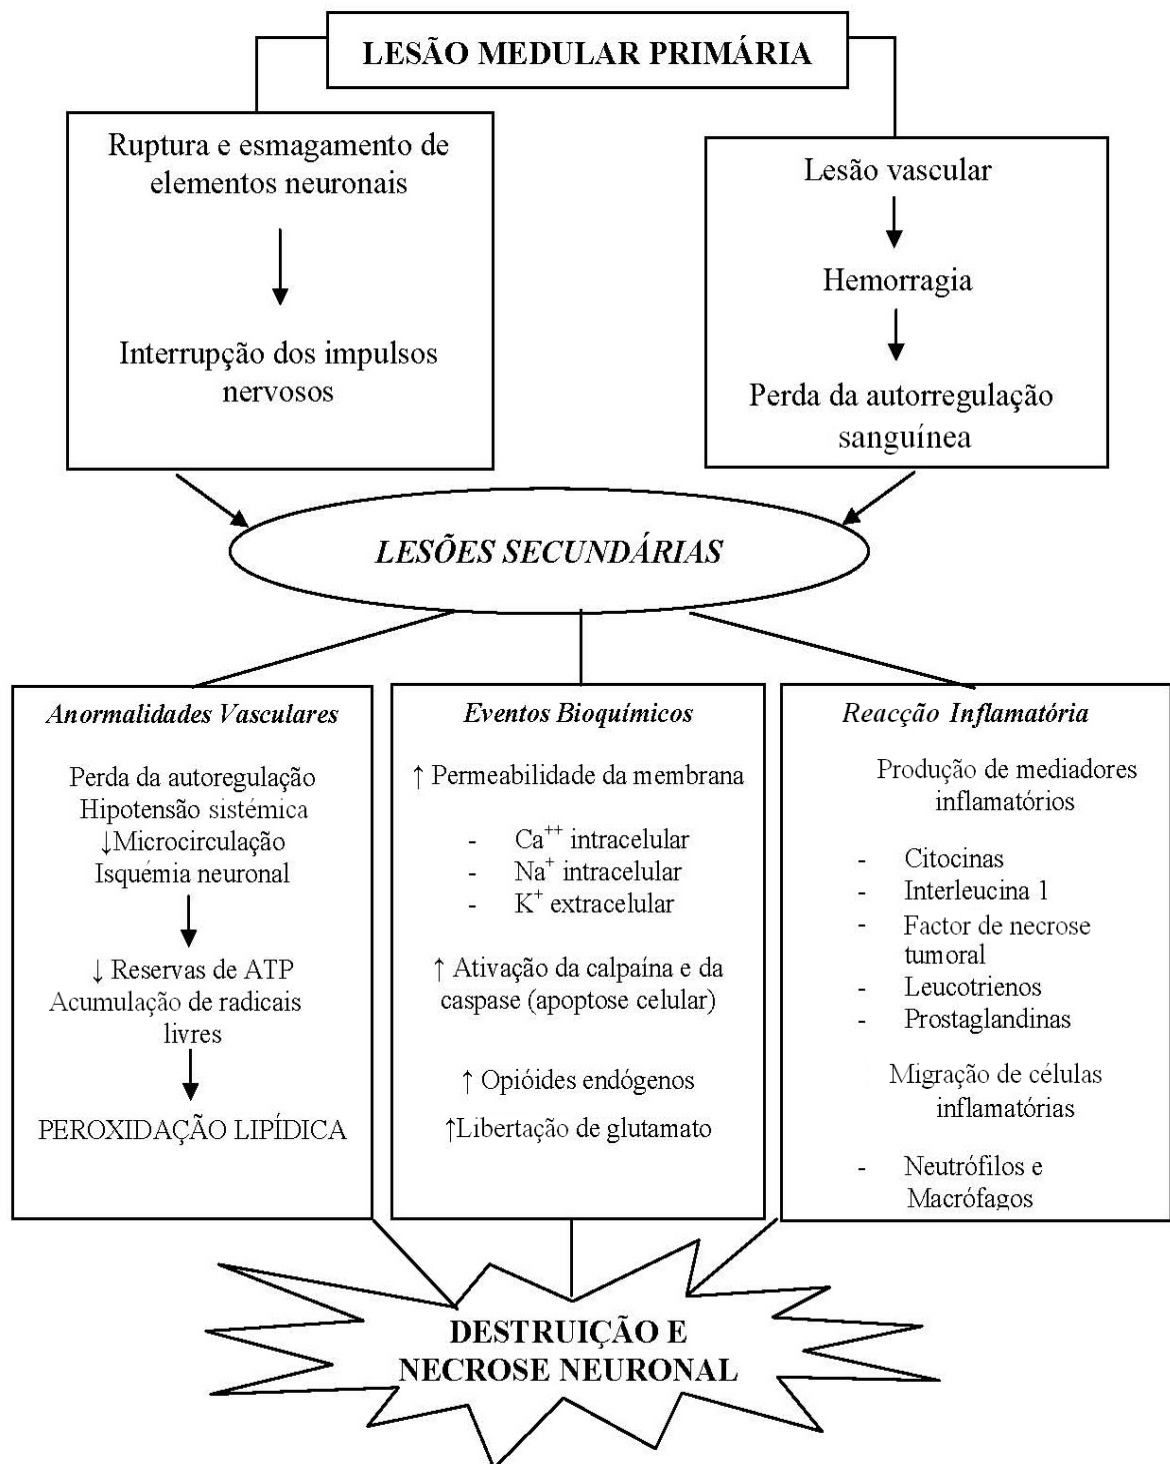 LESÃO MEDULAR PRIMÁRIA
Ruptura e esmagamento de
elementos neuronais
Interrupção dos impulsos
nervosos
Lesão vascular
Hemorragia
Perda da autorregulação
sanguínea
LESÕES SECUNDÁRIAS
Anormalidades Vasculares
Perda da autoregulação
Hipotensão sistémica
↓Microcirculação
Isquémia neuronal
↓ Reservas de ATP
Acumulação de radicais
livres
PEROXIDAÇÃO LIPÍDICA
Eventos Bioquímicos
↑ Permeabilidade da membrana
- Ca⁺⁺ intracelular
- Na⁺ intracelular
- K⁺ extracelular
↑ Ativação da calpaína e da
caspase (apoptose celular)
↑ Opióides endógenos
↑Libertação de glutamato
Reacção Inflamatória
Produção de mediadores
inflamatórios
- Citocinas
- Interleucina 1
- Factor de necrose
tumoral
- Leucotrienos
- Prostaglandinas
Migração de células
inflamatórias
- Neutrófilos e
Macrófagos
DESTRUIÇÃO E
NECROSE NEURONAL